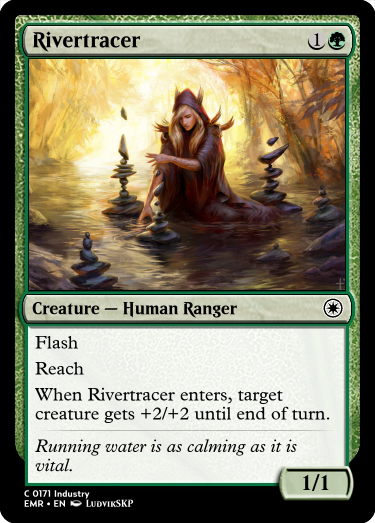 Rivertracer 1
Creature — Human Ranger
Flash
Reach
When Rivertracer enters, target
creature gets +2/+2 until end of turn.
Running water is as calming as it is
vital.
1/1
C 0171 Industry
EMR • EN LudvikSKP